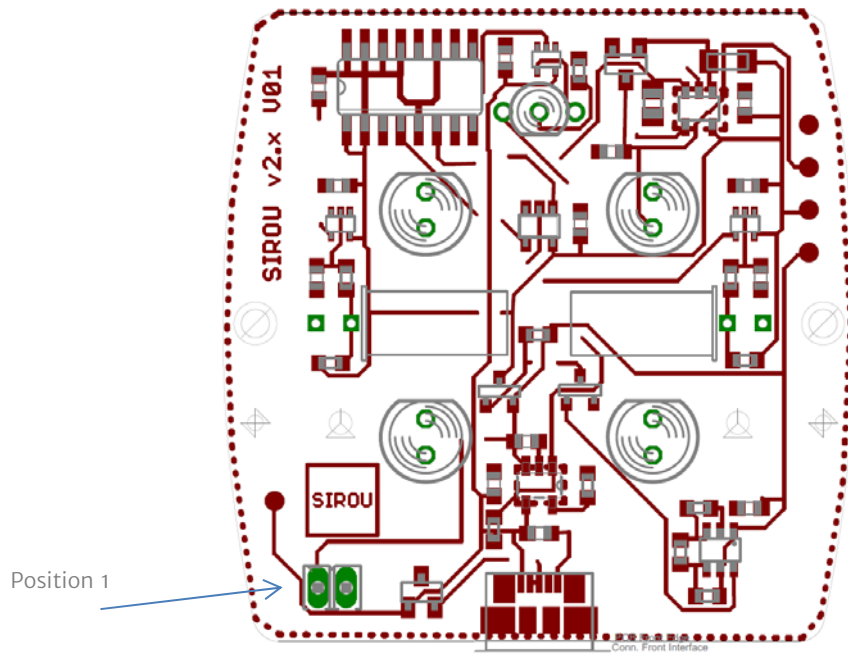 SIROU v2.x V01
SIROU
Position 1
Conn. Front Interface